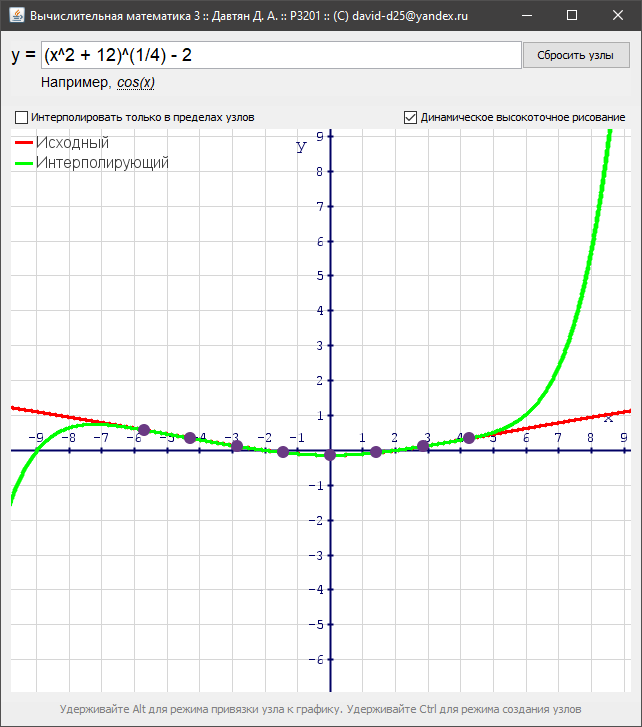 Вычислительная математика 3 :: Давтян Д. А. :: P3201 :: (C) david-d25@yandex.ru
y = (x^2 + 12)^(1/4) - 2 Сбросить узлы
Например, cos(x)
Интерполировать только в пределах узлов Динамическое высокоточное рисование
Исходный
Интерполирующий
y
9
8
7
6
5
4
3
2
1
x
-9 -8 -7 -6 -5 -4 -3 -2 -1 1 2 3 4 5 6 7 8 9
-1
-2
-3
-4
-5
-6
Удерживайте Alt для режима привязки узла к графику. Удерживайте Ctrl для режима создания узлов